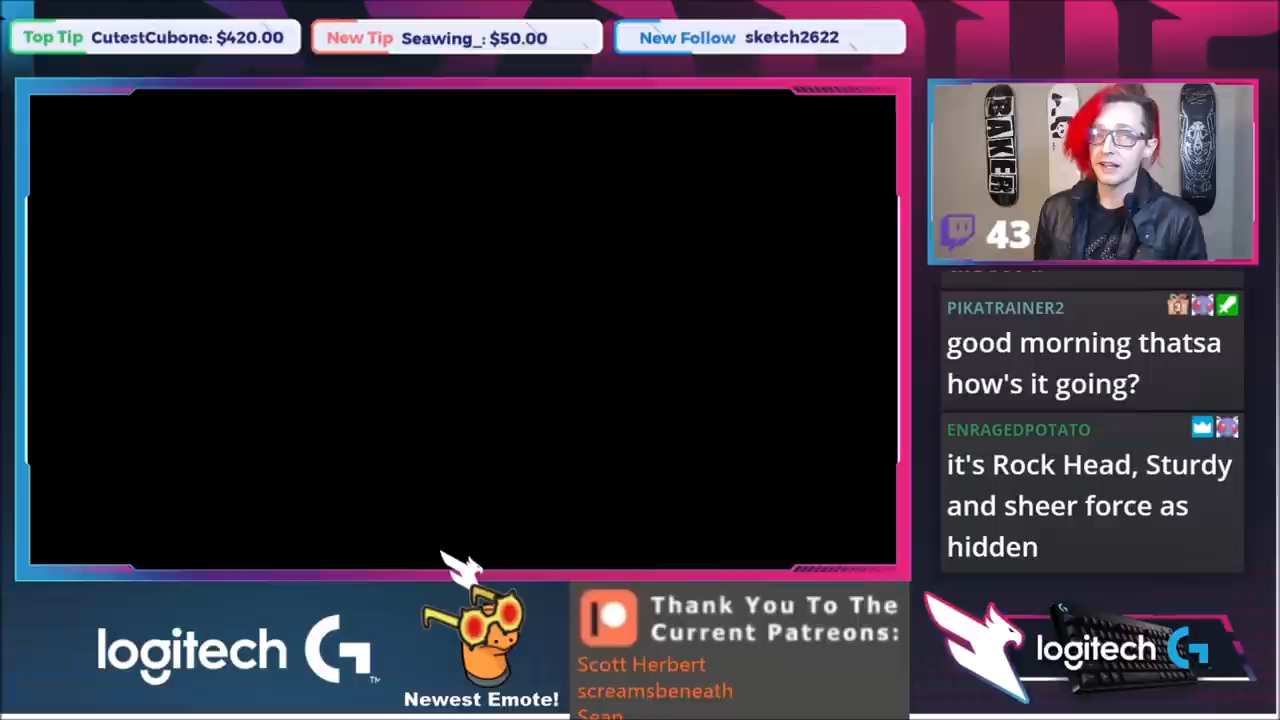 Top Tip CutestCubone: $420.00
New Tip Seawing_: $50.00
New Follow sketch2622
BAKER
43
PIKATRAINER2
good morning thatsa
how's it going?
ENRAGEDPOTATO
it's Rock Head, Sturdy
and sheer force as
hidden
logitech G
TM
Newest Emote!
Thank You To The
Current Patreons:
Scott Herbert
screamsbeneath
Sean
logitech G